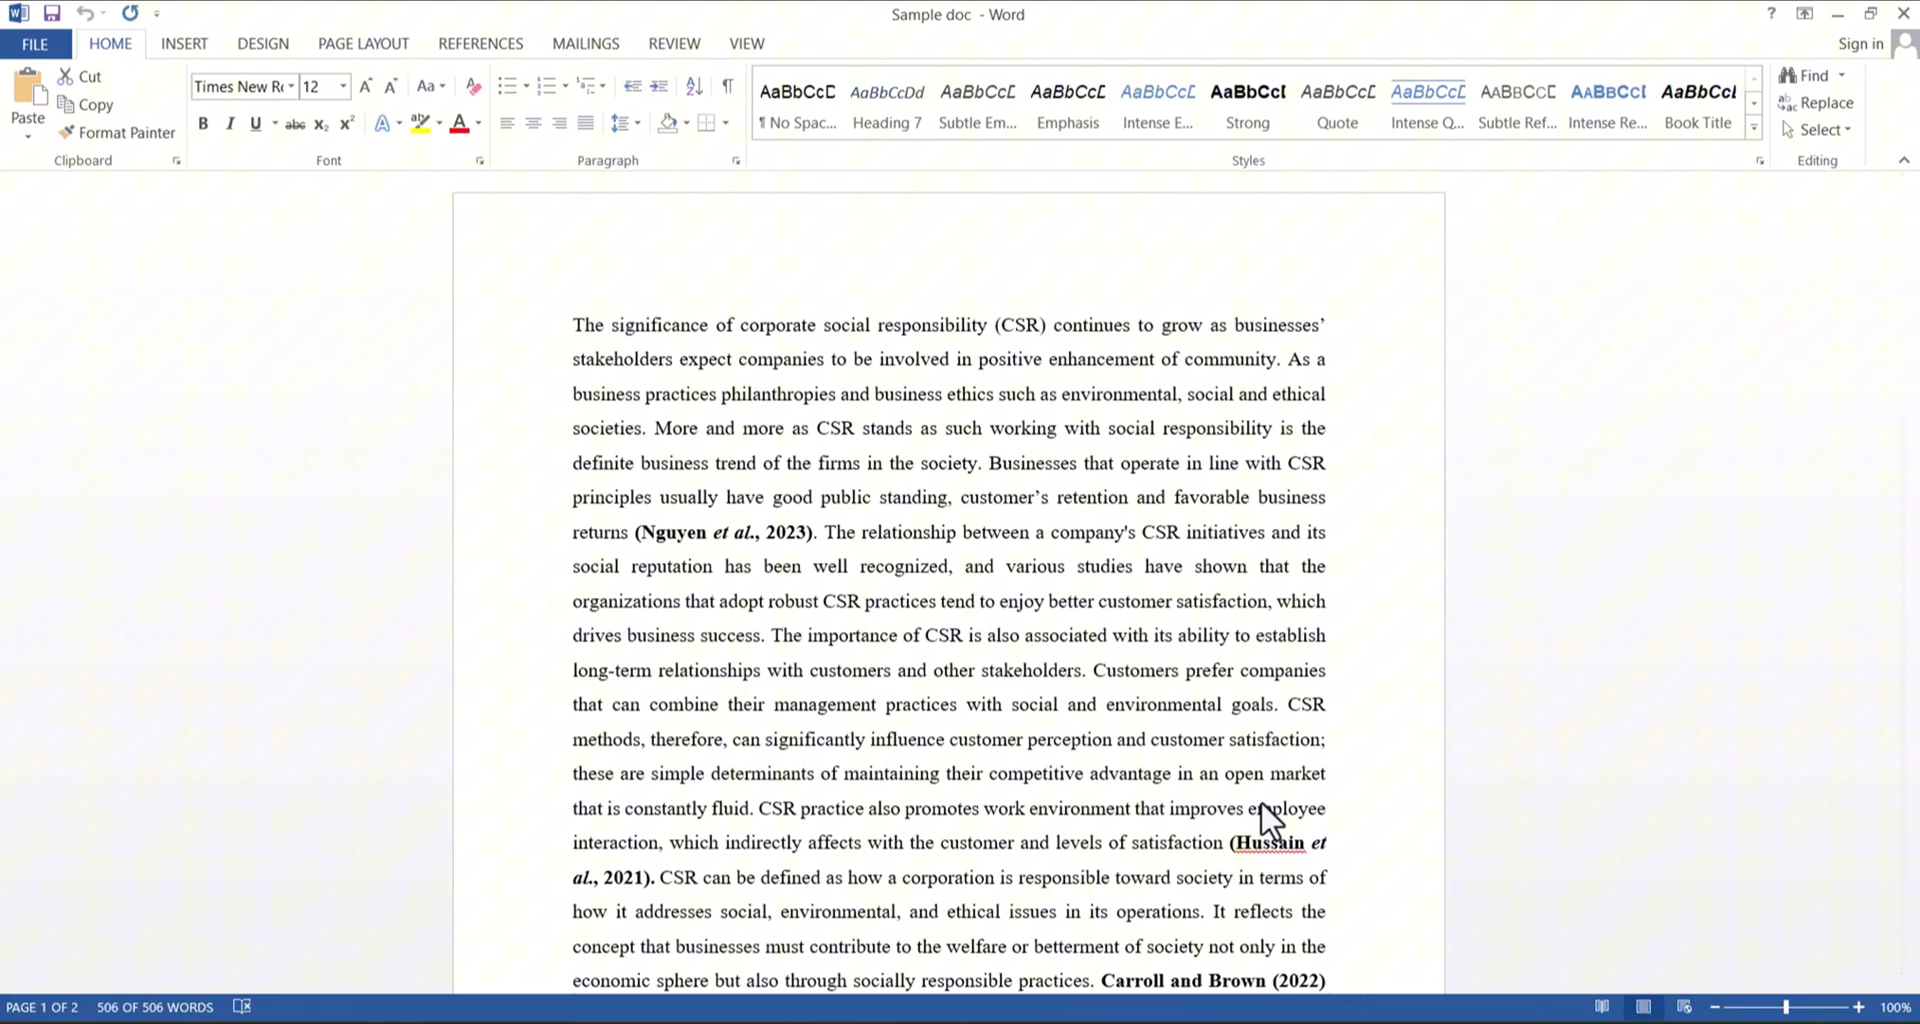 Sample doc - Word
?
FILE HOME INSERT DESIGN PAGE LAYOUT REFERENCES MAILINGS REVIEW VIEW Sign in
Paste
Cut
Copy
Format Painter
Clipboard
Times New Ro 12
Aa
B I U abc X₂ X²
Font
Paragraph
AaBbCcD AaBbCcDd AaBbCcD AaBbCcD AaBbCcD AaBbCcD AaBbCcD AaBbCcD AABBCCD AABBCCD AaBbCcD
¶ No Spac... Heading 7 Subtle Em... Emphasis Intense E... Strong Quote Intense Q... Subtle Ref... Intense Re... Book Title
Styles
Find
Replace
Select
Editing
The significance of corporate social responsibility (CSR) continues to grow as businesses’
stakeholders expect companies to be involved in positive enhancement of community. As a
business practices philanthropies and business ethics such as environmental, social and ethical
societies. More and more as CSR stands as such working with social responsibility is the
definite business trend of the firms in the society. Businesses that operate in line with CSR
principles usually have good public standing, customer’s retention and favorable business
returns (Nguyen et al., 2023). The relationship between a company's CSR initiatives and its
social reputation has been well recognized, and various studies have shown that the
organizations that adopt robust CSR practices tend to enjoy better customer satisfaction, which
drives business success. The importance of CSR is also associated with its ability to establish
long-term relationships with customers and other stakeholders. Customers prefer companies
that can combine their management practices with social and environmental goals. CSR
methods, therefore, can significantly influence customer perception and customer satisfaction;
these are simple determinants of maintaining their competitive advantage in an open market
that is constantly fluid. CSR practice also promotes work environment that improves employee
interaction, which indirectly affects with the customer and levels of satisfaction (Hussain et
al., 2021). CSR can be defined as how a corporation is responsible toward society in terms of
how it addresses social, environmental, and ethical issues in its operations. It reflects the
concept that businesses must contribute to the welfare or betterment of society not only in the
economic sphere but also through socially responsible practices. Carroll and Brown (2022)
PAGE 1 OF 2 506 OF 506 WORDS 100%